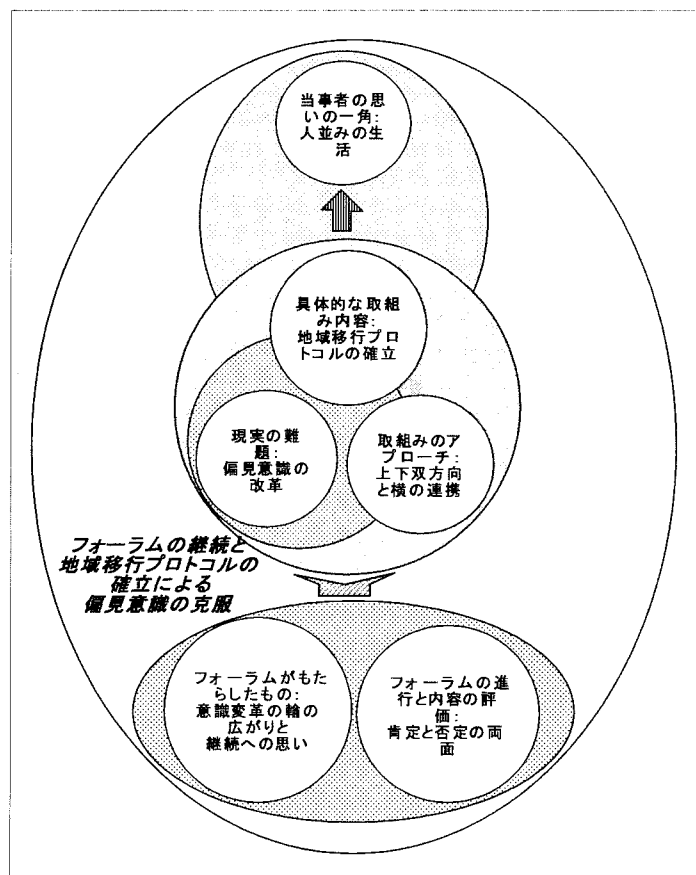 当事者の思
いの一角:
人並みの生
活
具体的な取組
み内容:
地域移行プロト
コルの確立
現実の難
題:
偏見意識の
改革
取組みのア
プローチ:
上下双方向
と横の連携
フォーラムの継続と
地域移行プロトコルの
確立による
偏見意識の克服
フォーラムがもた
らしたもの:
意識変革の輪の
広がりと
継続への思い
フォーラムの進
行と内容の評
価:
肯定と否定の両
面